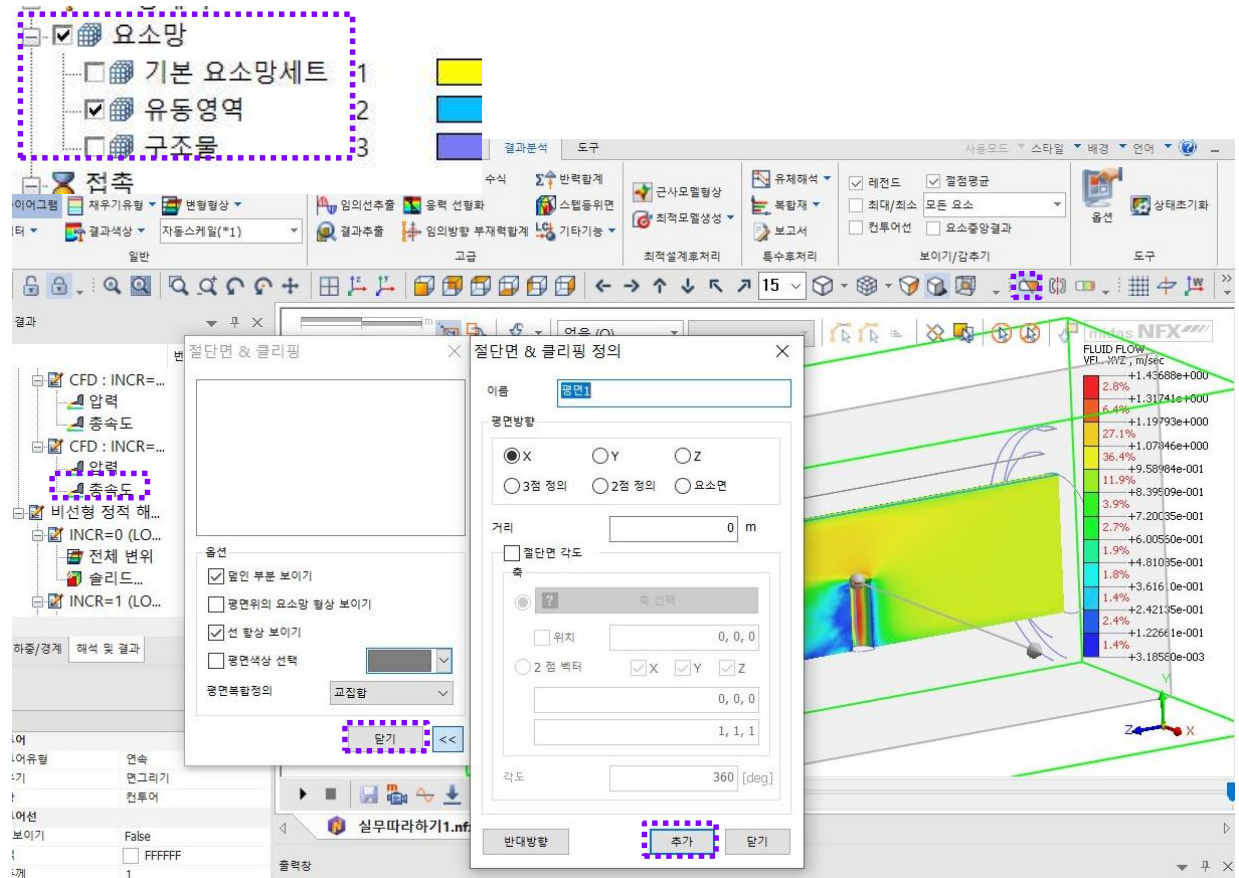 요소망
기본 요소망세트 1
유동영역 2
구조물 3
접촉
결과분석 도구
사용모드 스타일 배경 언어
이어그램 채우기유형 변형형상
결과색상 자동스케일(*1)
일반
수식 반력합계
임의선추출 응력 선형화 스텝등위면
결과추출 임의방향 부재력합계 기타기능
고급
근사모델형상
최적모델생성
최적설계후처리
유체해석
복합재
보고서
특수후처리
레전드 절점평균
최대/최소 모든 요소
컨투어선 요소중앙결과
보이기/감추기
옵션 상태초기화
도구
15
결과
CFD : INCR=...
압력
총속도
CFD : INCR=...
압력
총속도
비선형 정적 해...
INCR=0 (LO...
전체 변위
솔리드...
INCR=1 (LO...
하중/경계 해석 및 결과
연속
면그리기
컨투어
보이기 False
FFFFFF
1
절단면 & 클리핑
옵션
덮인 부분 보이기
평면위의 요소망 형상 보이기
선 항상 보이기
평면색상 선택
평면복합정의 교집합
닫기 <<
절단면 & 클리핑 정의
이름 평면1
평면방향
X Y Z
3점 정의 2점 정의 요소면
거리 0 m
절단면 각도
축
축 선택
위치 0, 0, 0
2 점 벡터 X Y Z
0, 0, 0
1, 1, 1
각도 360 [deg]
반대방향 추가 닫기
midas NFX
FLUID FLOW
VEL. XYZ , m/sec
+1.43688e+000
2.8%
+1.31741e+000
6.4%
+1.19793e+000
27.1%
+1.07846e+000
36.4%
+9.58984e-001
11.9%
+8.39509e-001
3.9%
+7.20035e-001
2.7%
+6.00560e-001
1.9%
+4.81085e-001
1.8%
+3.61610e-001
1.4%
+2.42135e-001
2.4%
+1.22661e-001
1.4%
+3.18580e-003
Y
Z X
실무따라하기1.nf
출력창